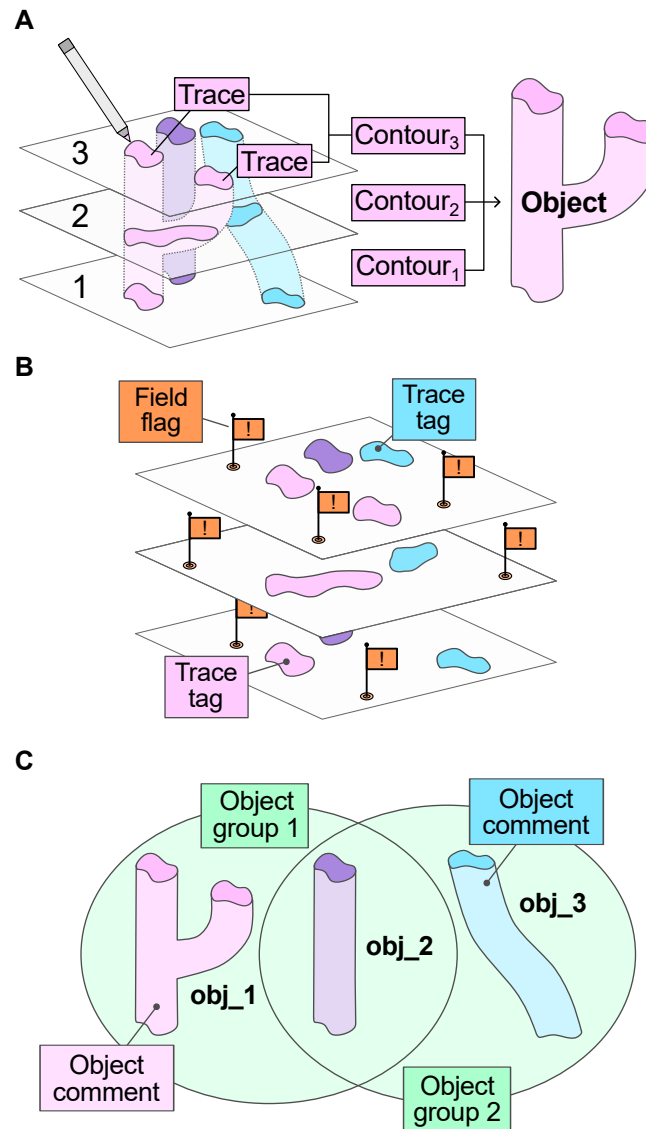 A
Trace
3
Contour₃
Trace
2
Contour₂
Object
1
Contour₁
B
Field
flag
Trace
tag
!
!
!
!
!
!
!
Trace
tag
C
Object
group 1
Object
comment
obj_3
obj_2
obj_1
Object
comment
Object
group 2